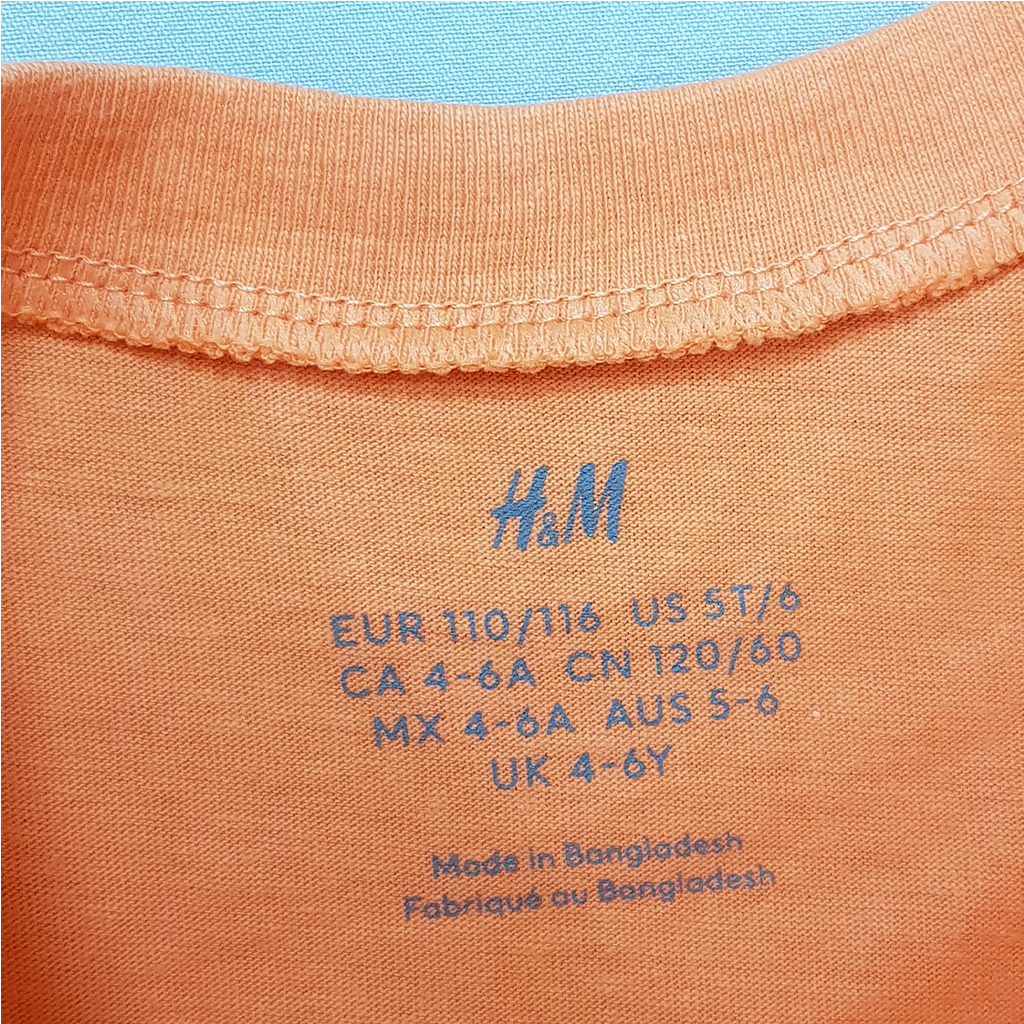 H&M
EUR 110/116 US 5T/6
CA 4-6A CN 120/60
MX 4-6A AUS 5-6
UK 4-6Y
Made in Bangladesh
Fabriqué au Bangladesh